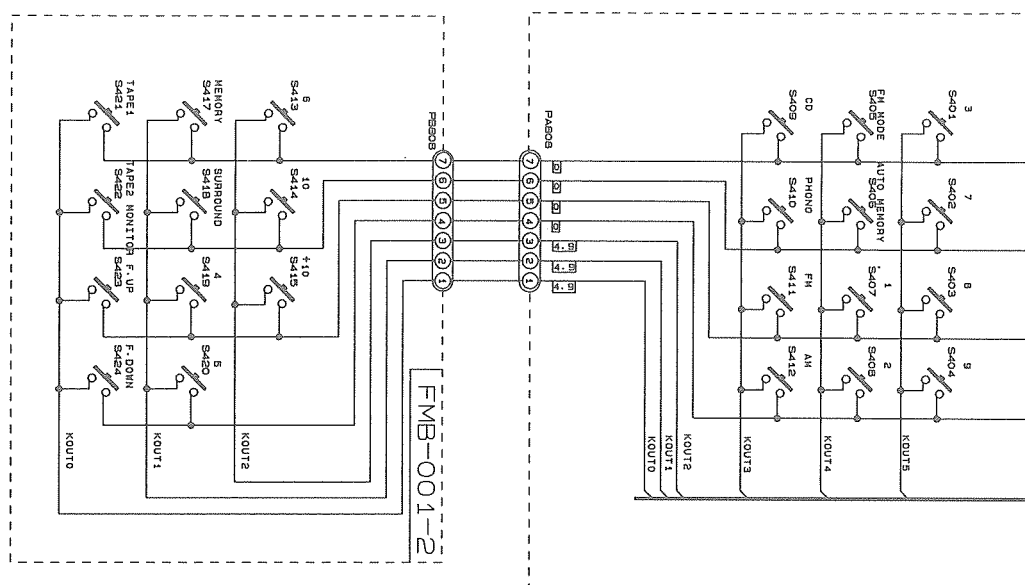 TAPE1
S421
MEMORY
S417
6
S413
TAPE2 MONITOR
S422
SURROUND
S418
10
S414
F.UP
S423
4
S419
+10
S415
F.DOWN
S424
5
S420
KOUT0
KOUT1
KOUT2
FMB-001-2
7
6
5
4
3
2
1
7
6
5
4
3
2
1
0
0
0
0
4.9
4.9
4.9
CD
S409
FM MODE
S405
3
S401
PHONO
S410
AUTO MEMORY
S406
7
S402
FM
S411
1
S407
8
S403
AM
S412
2
S408
9
S404
KOUT0
KOUT1
KOUT2
KOUT3
KOUT4
KOUT5